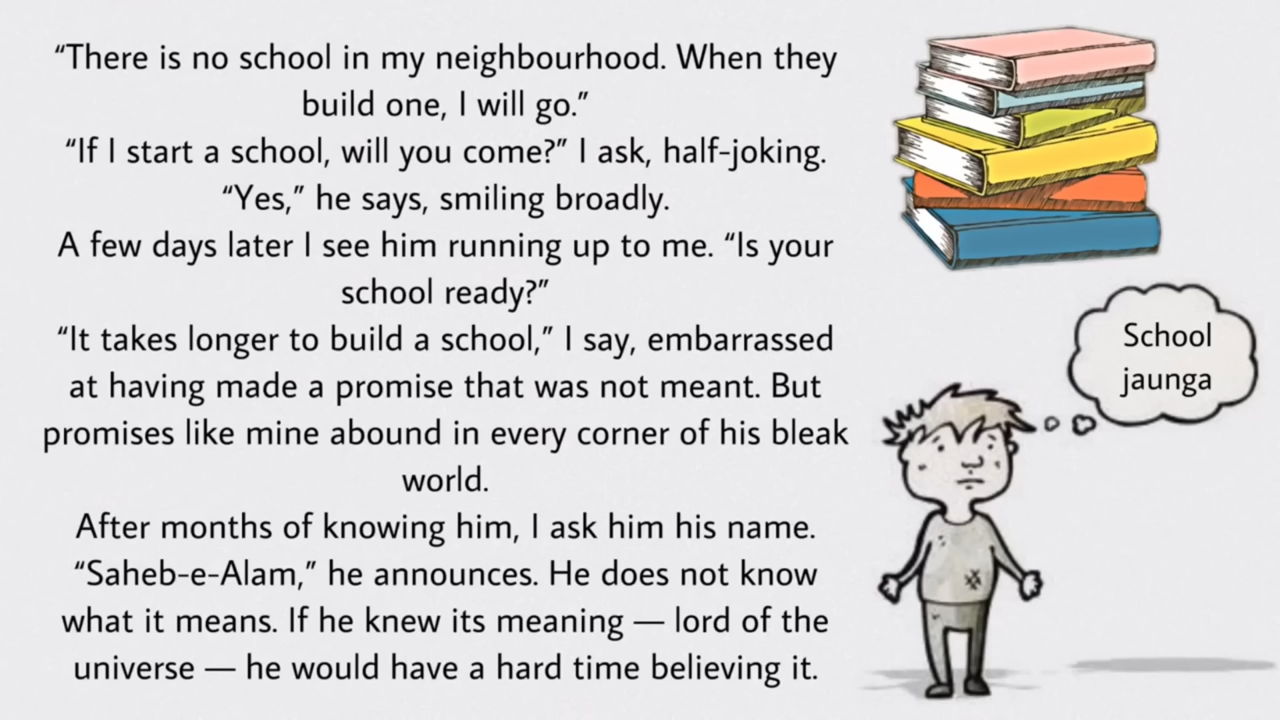 “There is no school in my neighbourhood. When they
build one, I will go.”
“If I start a school, will you come?” I ask, half-joking.
“Yes,” he says, smiling broadly.
A few days later I see him running up to me. “Is your
school ready?”
“It takes longer to build a school,” I say, embarrassed
at having made a promise that was not meant. But
promises like mine abound in every corner of his bleak
world.
After months of knowing him, I ask him his name.
“Saheb-e-Alam,” he announces. He does not know
what it means. If he knew its meaning — lord of the
universe — he would have a hard time believing it.
School
jaunga